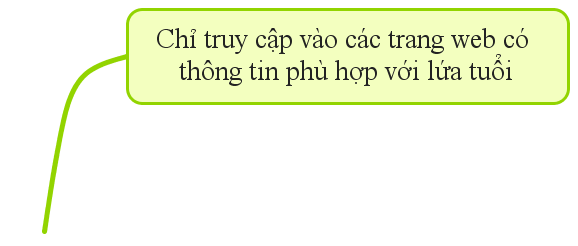 Chỉ truy cập vào các trang web có
thông tin phù hợp với lứa tuổi